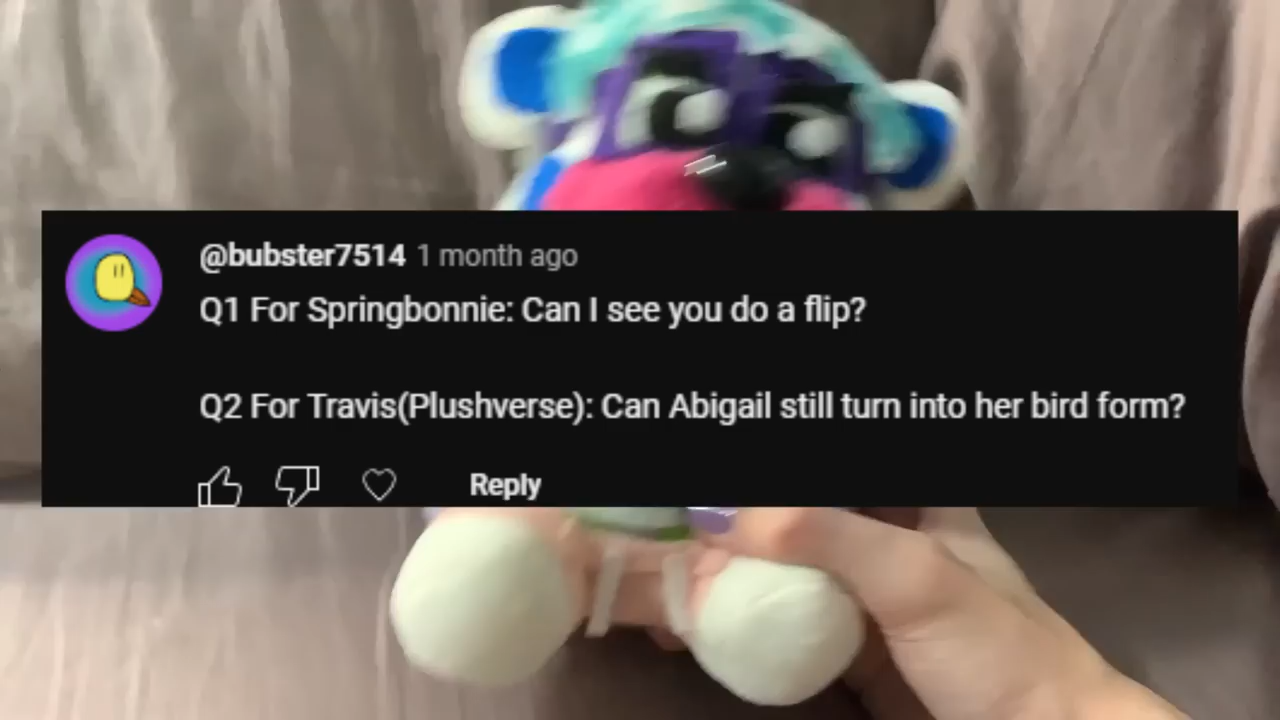 @bubster7514 1 month ago
Q1 For Springbonnie: Can I see you do a flip?
Q2 For Travis(Plushverse): Can Abigail still turn into her bird form?
Reply